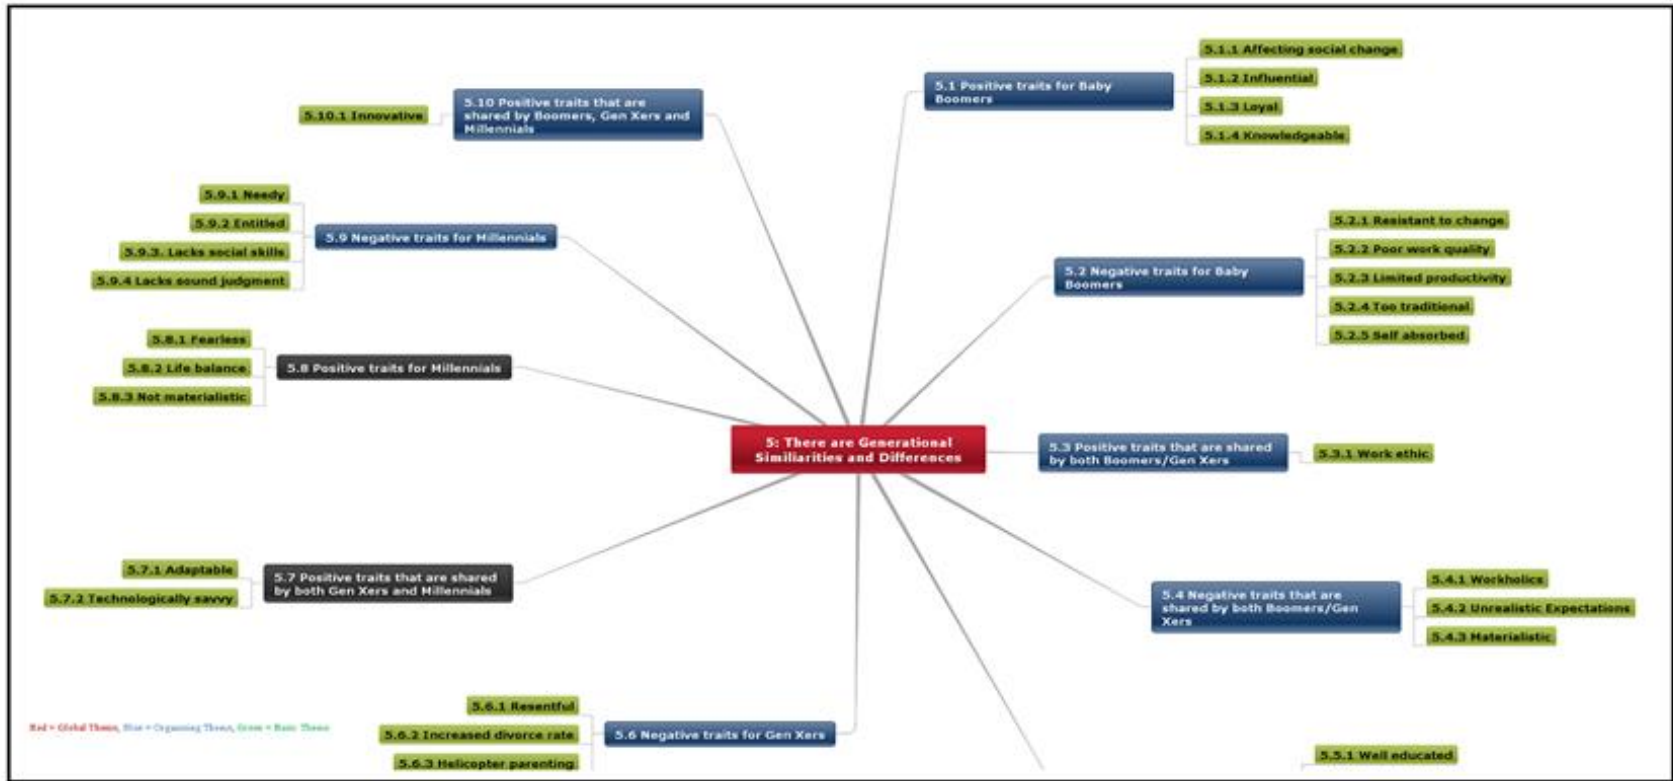 5: There are Generational
Similiarities and Differences
5.1 Positive traits for Baby
Boomers
5.1.1 Affecting social change
5.1.2 Influential
5.1.3 Loyal
5.1.4 Knowledgeable
5.2 Negative traits for Baby
Boomers
5.2.1 Resistant to change
5.2.2 Poor work quality
5.2.3 Limited productivity
5.2.4 Too traditional
5.2.5 Self absorbed
5.3 Positive traits that are shared
by both Boomers/Gen Xers
5.3.1 Work ethic
5.4 Negative traits that are
shared by both Boomers/Gen
Xers
5.4.1 Workholics
5.4.2 Unrealistic Expectations
5.4.3 Materialistic
5.5.1 Well educated
5.6 Negative traits for Gen Xers
5.6.1 Resentful
5.6.2 Increased divorce rate
5.6.3 Helicopter parenting
5.7 Positive traits that are shared
by both Gen Xers and Millennials
5.7.1 Adaptable
5.7.2 Technologically savvy
5.8 Positive traits for Millennials
5.8.1 Fearless
5.8.2 Life balance
5.8.3 Not materialistic
5.9 Negative traits for Millennials
5.9.1 Needy
5.9.2 Entitled
5.9.3. Lacks social skills
5.9.4 Lacks sound judgment
5.10 Positive traits that are
shared by Boomers, Gen Xers and
Millennials
5.10.1 Innovative
Red = Global Theme, Blue = Organizing Theme, Green = Basic Theme